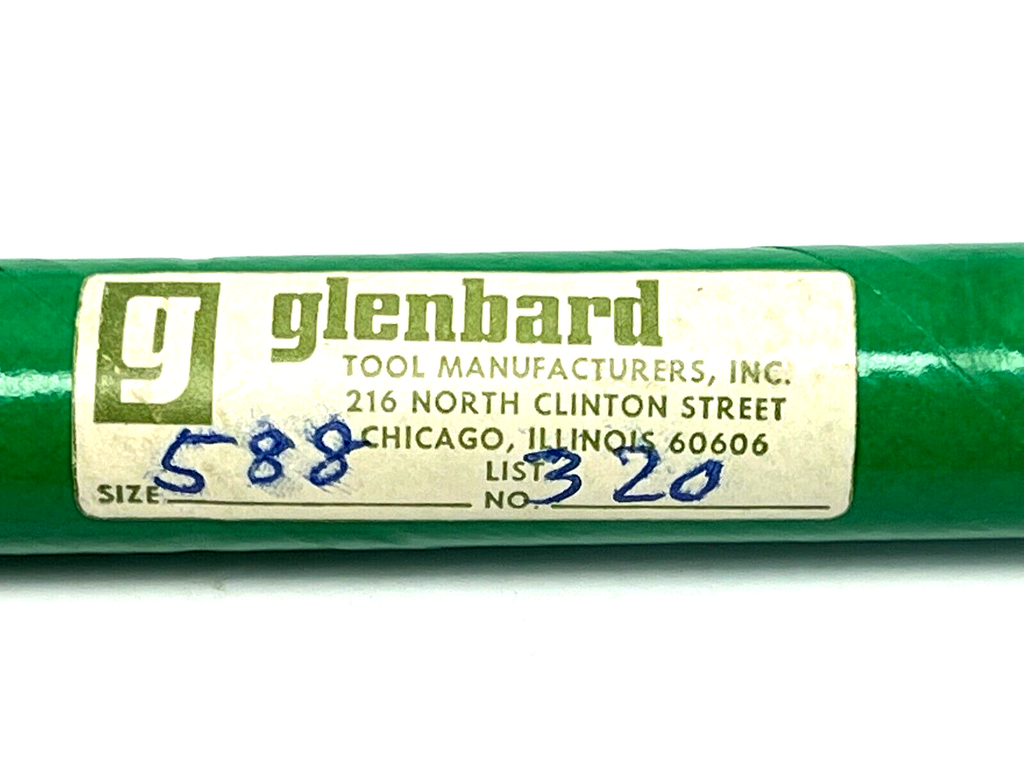 g
glenbard
TOOL MANUFACTURERS, INC.
216 NORTH CLINTON STREET
CHICAGO, ILLINOIS 60606
SIZE 588 LIST NO. 320